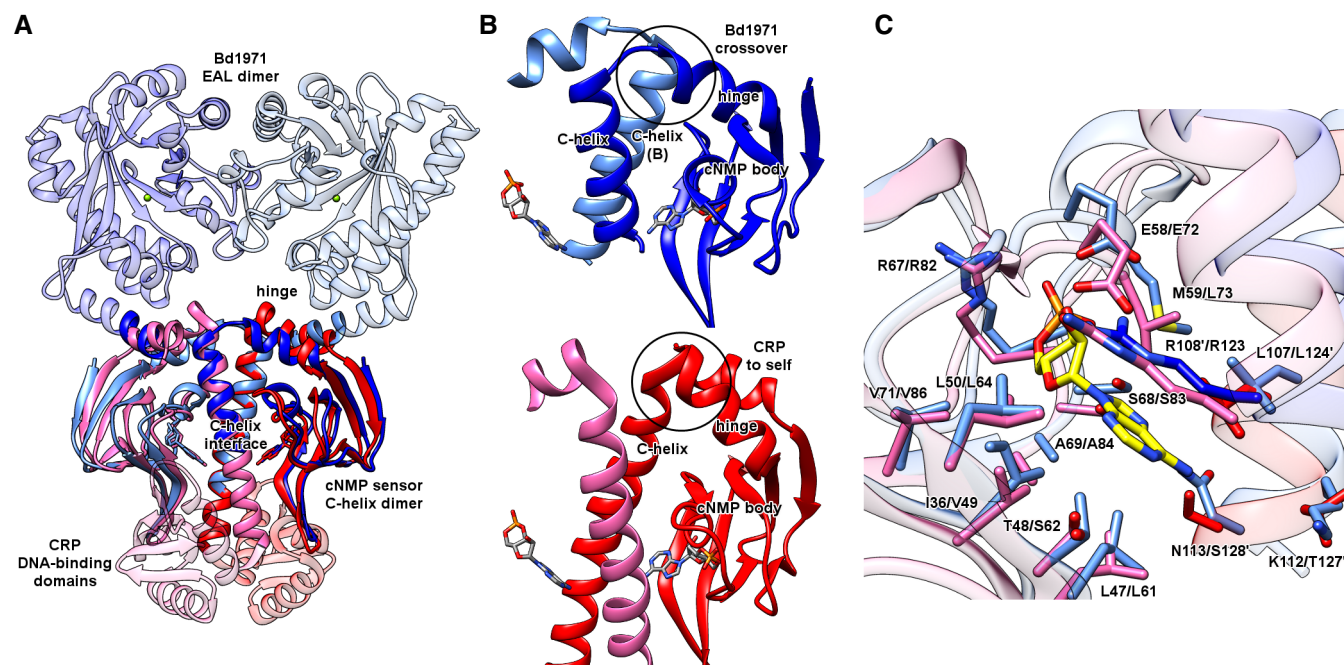 A
Bd1971
EAL dimer
hinge
C-helix
interface
cNMP sensor
C-helix dimer
CRP
DNA-binding
domains
B
Bd1971
crossover
hinge
C-helix
C-helix
(B)
cNMP body
CRP
to self
hinge
C-helix
cNMP body
C
E58/E72
R67/R82
M59/L73
R108'/R123
L107/L124'
V71/V86
L50/L64
S68/S83
A69/A84
I36/V49
T48/S62
N113/S128'
K112/T127'
L47/L61